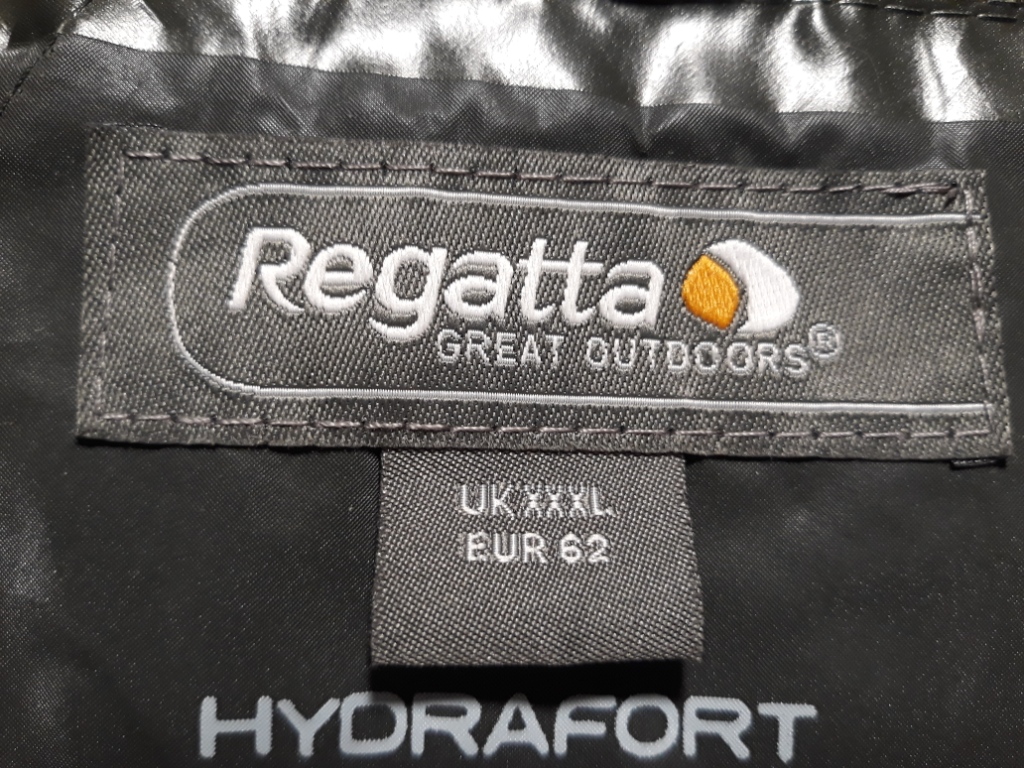 Regatta
GREAT OUTDOORS®
UK XXXL
EUR 62
HYDRAFORT